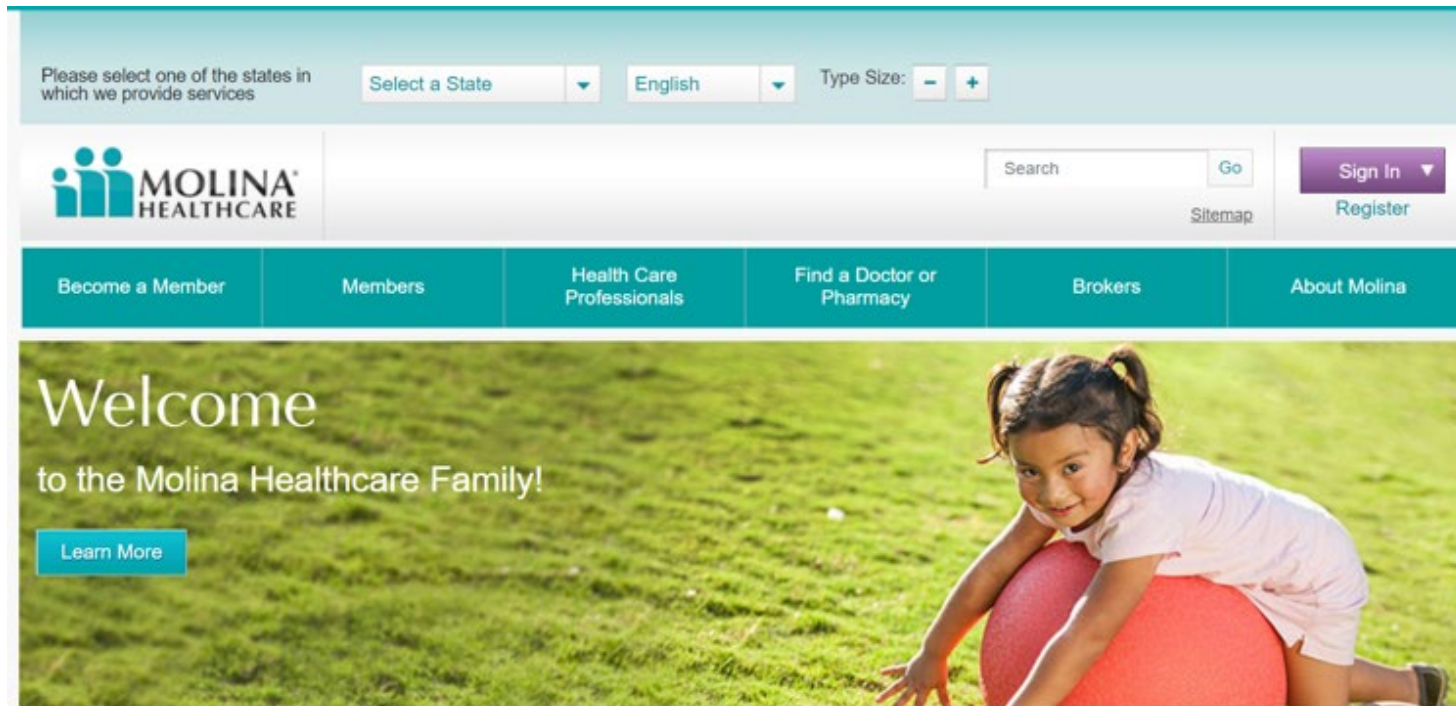 Please select one of the states in
which we provide services
Select a State
English
Type Size: - +
MOLINA®
HEALTHCARE
Search
Go
Sitemap
Sign In
Register
Become a Member
Members
Health Care
Professionals
Find a Doctor or
Pharmacy
Brokers
About Molina
Welcome
to the Molina Healthcare Family!
Learn More